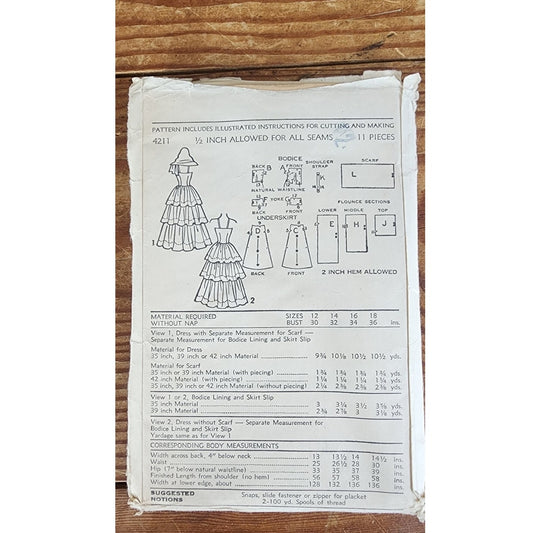 PATTERN INCLUDES ILLUSTRATED INSTRUCTIONS FOR CUTTING AND MAKING
4211 ½ INCH ALLOWED FOR ALL SEAMS 11 PIECES
BODICE
BACK FRONT SHOULDER STRAP SCARF
B A K L
NATURAL WAISTLINE
F YOKE G
BACK FRONT
FLOUNCE SECTIONS
UNDERSKIRT
LOWER MIDDLE TOP
D C E H J
BACK FRONT
2 INCH HEM ALLOWED
1
2
MATERIAL REQUIRED SIZES 12 14 16 18
WITHOUT NAP BUST 30 32 34 36 ins.
View 1, Dress with Separate Measurement for Scarf —
Separate Measurement for Bodice Lining and Skirt Slip
Material for Dress
35 inch, 39 inch or 42 inch Material 9¾ 10⅛ 10½ 10½ yds.
Material for Scarf
35 inch or 39 inch Material (with piecing) 1¾ 1¾ 1¾ 1¾ yds.
42 inch Material (with piecing) 1¼ 1¼ 1¼ 1¼ yds.
35 inch, 39 inch or 42 inch Material (without piecing) 2¼ 2⅜ 2⅜ 2⅜ yds.
View 1 or 2, Bodice Lining and Skirt Slip
35 inch Material 3 3¼ 3½ 3⅝ yds.
39 inch Material 2⅞ 2⅞ 3 3⅛ yds.
View 2, Dress without Scarf — Separate Measurement for
Bodice Lining and Skirt Slip
Yardage same as for View 1
CORRESPONDING BODY MEASUREMENTS
Width across back, 4" below neck 13 13½ 14 14½ ins.
Waist 25 26½ 28 30 ins.
Hip (7" below natural waistline) 33 35 37 39 ins.
Finished Length from shoulder (no hem) 56 57 58 58 ins.
Width at lower edge, about 128 132 136 136 ins.
SUGGESTED NOTIONS
Snaps, slide fastener or zipper for placket
2-100 yd. Spools of thread